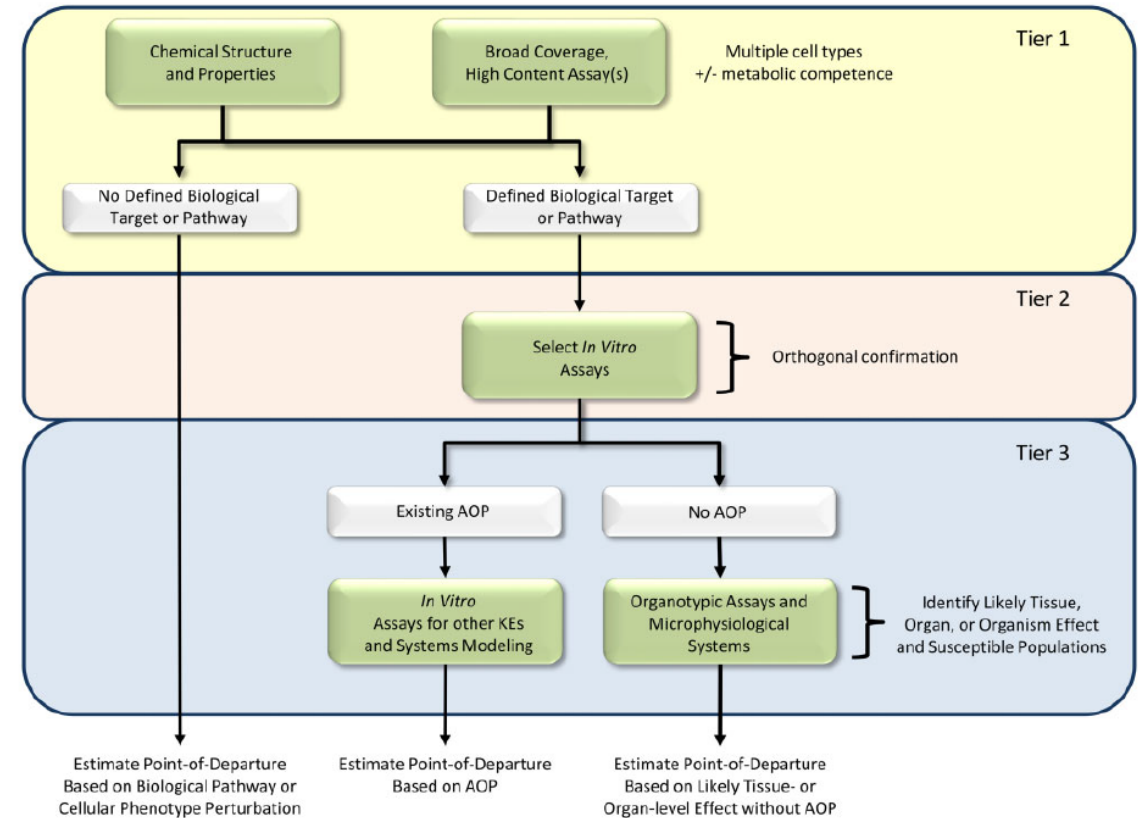 Tier 1
Chemical Structure
and Properties
Broad Coverage,
High Content Assay(s)
Multiple cell types
+/- metabolic competence
No Defined Biological
Target or Pathway
Defined Biological Target
or Pathway
Tier 2
Select In Vitro
Assays
Orthogonal confirmation
Tier 3
Existing AOP
No AOP
In Vitro
Assays for other KEs
and Systems Modeling
Organotypic Assays and
Microphysiological
Systems
Identify Likely Tissue,
Organ, or Organism Effect
and Susceptible Populations
Estimate Point-of-Departure
Based on Biological Pathway or
Cellular Phenotype Perturbation
Estimate Point-of-Departure
Based on AOP
Estimate Point-of-Departure
Based on Likely Tissue- or
Organ-level Effect without AOP